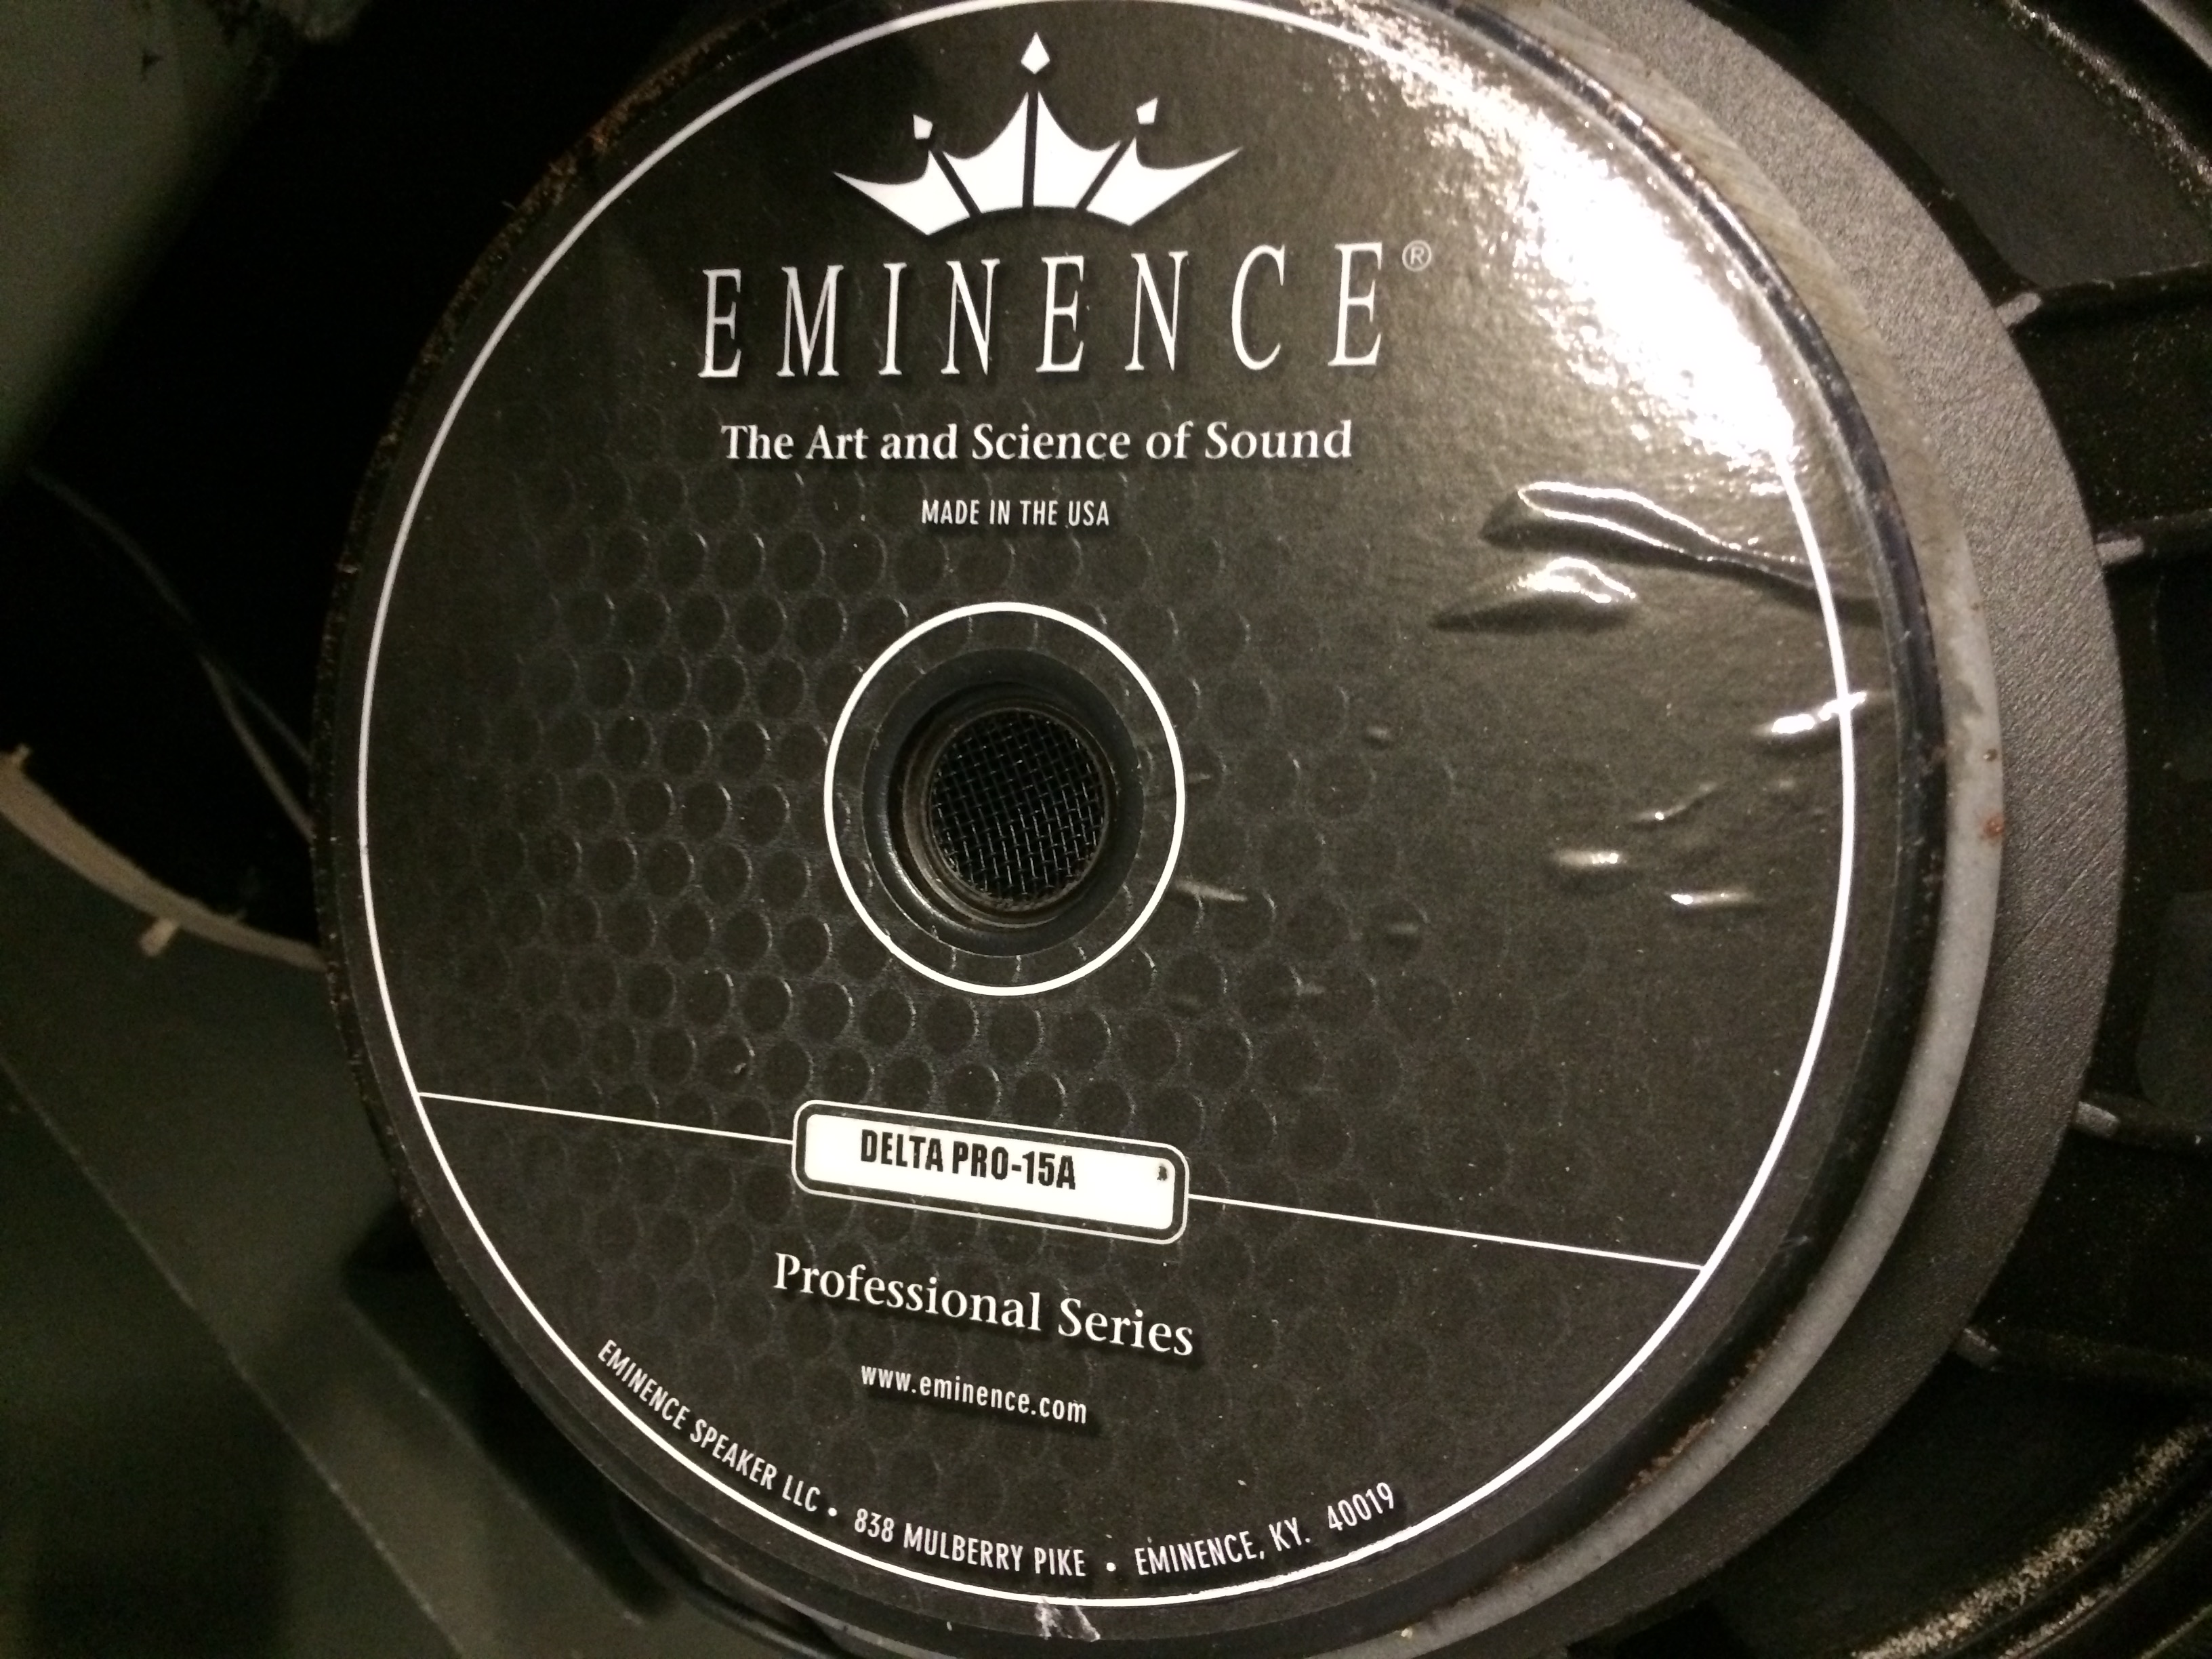 EMINENCE®
The Art and Science of Sound
MADE IN THE USA
DELTA PRO-15A
Professional Series
www.eminence.com
EMINENCE SPEAKER LLC • 838 MULBERRY PIKE • EMINENCE, KY. 40019